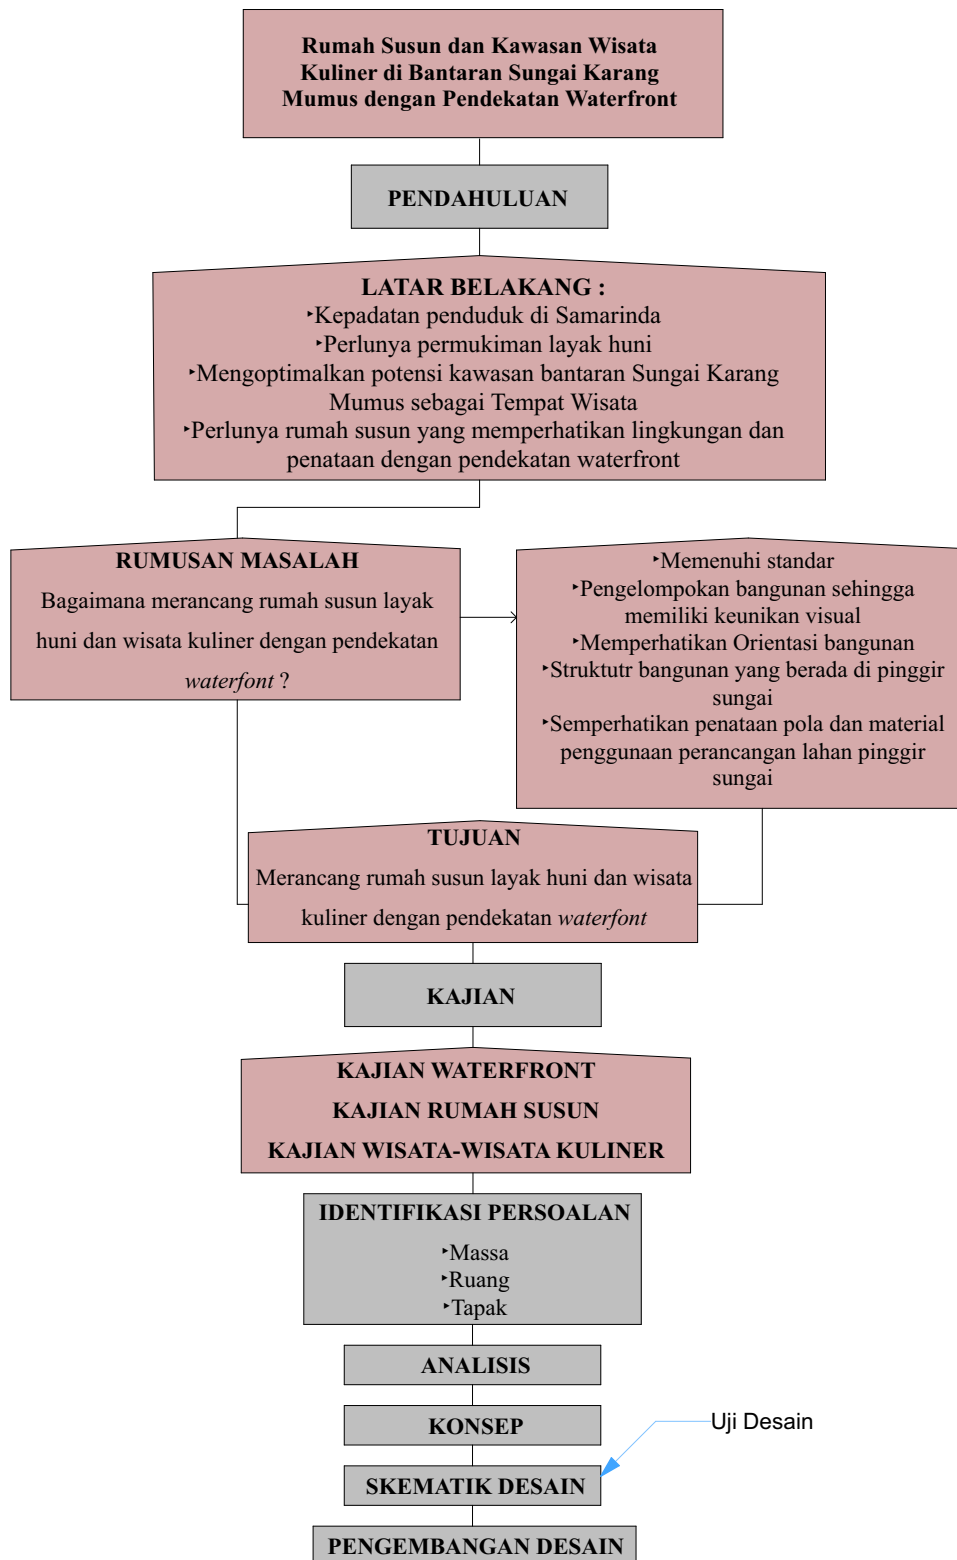 Rumah Susun dan Kawasan Wisata
Kuliner di Bantaran Sungai Karang
Mumus dengan Pendekatan Waterfront
PENDAHULUAN
LATAR BELAKANG :
‣Kepadatan penduduk di Samarinda
‣Perlunya permukiman layak huni
‣Mengoptimalkan potensi kawasan bantaran Sungai Karang
Mumus sebagai Tempat Wisata
‣Perlunya rumah susun yang memperhatikan lingkungan dan
penataan dengan pendekatan waterfront
RUMUSAN MASALAH
Bagaimana merancang rumah susun layak
huni dan wisata kuliner dengan pendekatan
waterfont ?
‣Memenuhi standar
‣Pengelompokan bangunan sehingga
memiliki keunikan visual
‣Memperhatikan Orientasi bangunan
‣Struktutr bangunan yang berada di pinggir
sungai
‣Semperhatikan penataan pola dan material
penggunaan perancangan lahan pinggir
sungai
TUJUAN
Merancang rumah susun layak huni dan wisata
kuliner dengan pendekatan waterfont
KAJIAN
KAJIAN WATERFRONT
KAJIAN RUMAH SUSUN
KAJIAN WISATA-WISATA KULINER
IDENTIFIKASI PERSOALAN
‣Massa
‣Ruang
‣Tapak
ANALISIS
KONSEP
Uji Desain
SKEMATIK DESAIN
PENGEMBANGAN DESAIN